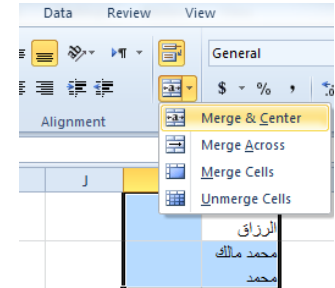 Data Review View
General
$ % ,
Alignment
Merge & Center
Merge Across
Merge Cells
Unmerge Cells
J
الرزاق
محمد مالك
محمد